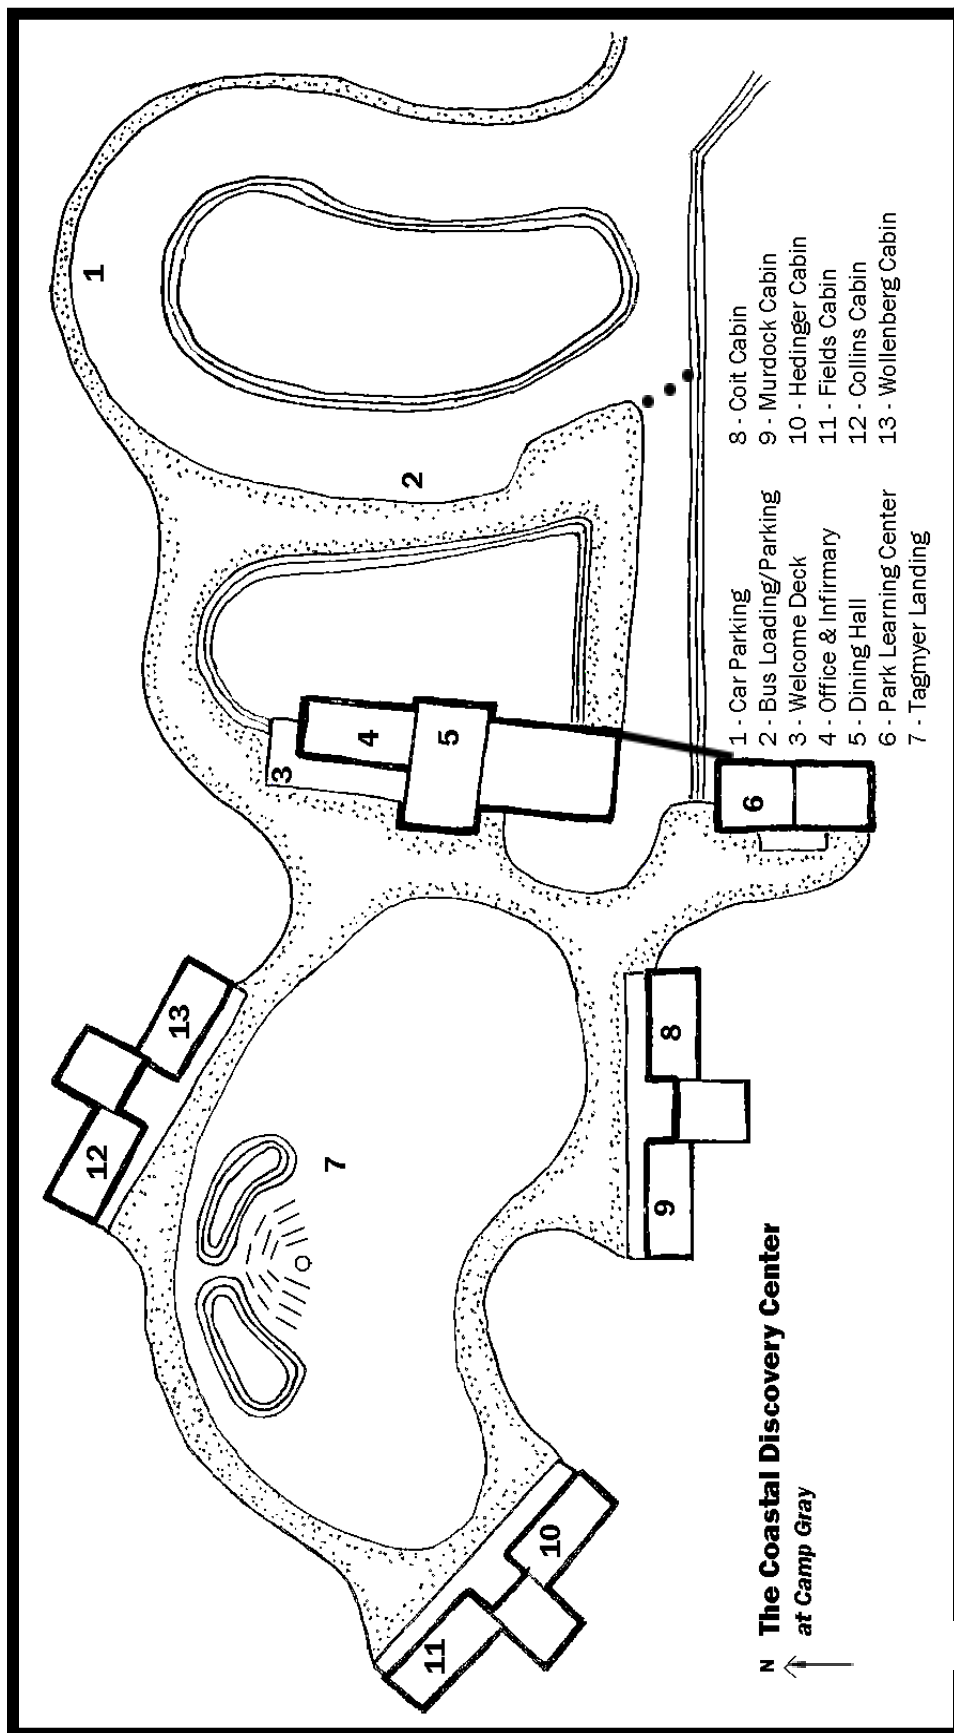 1
2
3
4
5
6
7
8
9
10
11
12
13
1 - Car Parking
2 - Bus Loading/Parking
3 - Welcome Deck
4 - Office & Infirmary
5 - Dining Hall
6 - Park Learning Center
7 - Tagmyer Landing
8 - Coit Cabin
9 - Murdock Cabin
10 - Hedinger Cabin
11 - Fields Cabin
12 - Collins Cabin
13 - Wollenberg Cabin
N
The Coastal Discovery Center
at Camp Gray